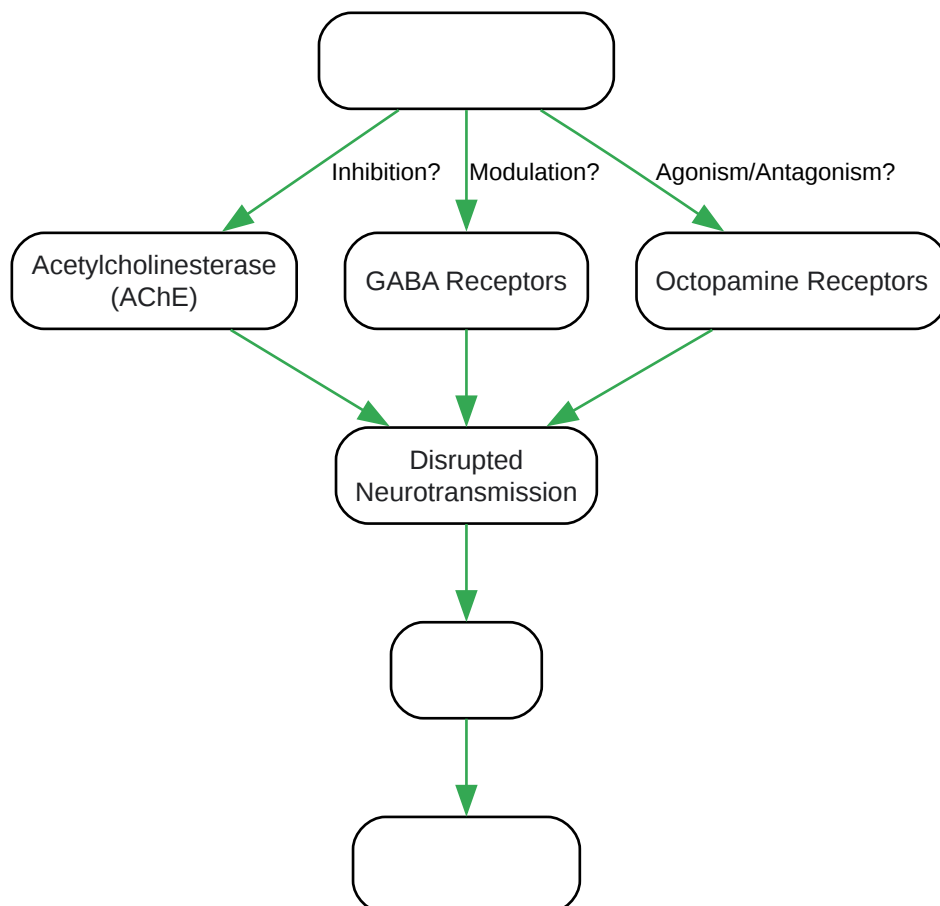 Inhibition?
Modulation?
Agonism/Antagonism?
Acetylcholinesterase
(AChE)
GABA Receptors
Octopamine Receptors
Disrupted
Neurotransmission